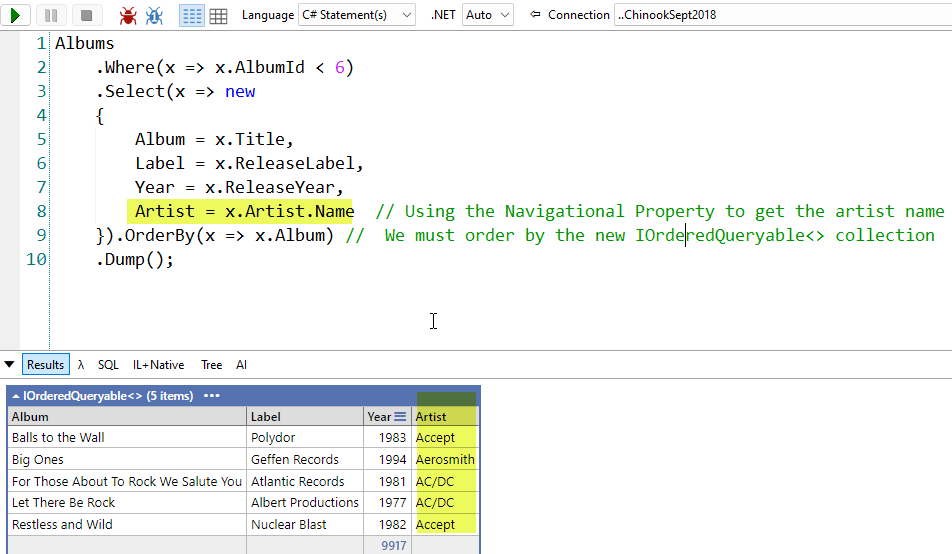 Language C# Statement(s) .NET Auto Connection ..ChinookSept2018
1 Albums
2 .Where(x => x.AlbumId < 6)
3 .Select(x => new
4 {
5 Album = x.Title,
6 Label = x.ReleaseLabel,
7 Year = x.ReleaseYear,
8 Artist = x.Artist.Name // Using the Navigational Property to get the artist name
9 }).OrderBy(x => x.Album) // We must order by the new IOrderedQueryable<> collection
10 .Dump();
Results λ SQL IL+Native Tree AI
IOrderedQueryable<> (5 items) •••
Album Label Year Artist
Balls to the Wall Polydor 1983 Accept
Big Ones Geffen Records 1994 Aerosmith
For Those About To Rock We Salute You Atlantic Records 1981 AC/DC
Let There Be Rock Albert Productions 1977 AC/DC
Restless and Wild Nuclear Blast 1982 Accept
9917